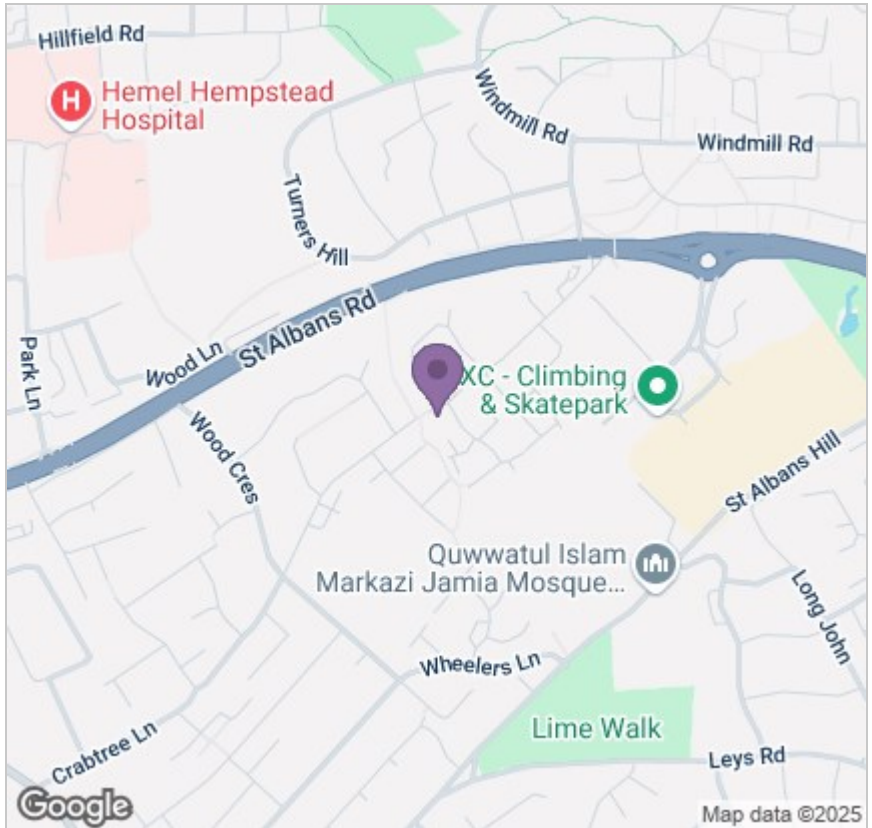 Hillfield Rd
H
Hemel Hempstead
Hospital
Windmill Rd
Windmill Rd
Turners Hill
St Albans Rd
Park Ln
Wood Ln
XC - Climbing
& Skatepark
Wood Cres
St Albans Hill
Quwwatul Islam
Markazi Jamia Mosque...
Long John
Wheelers Ln
Lime Walk
Crabtree Ln
Leys Rd
Google
Map data ©2025